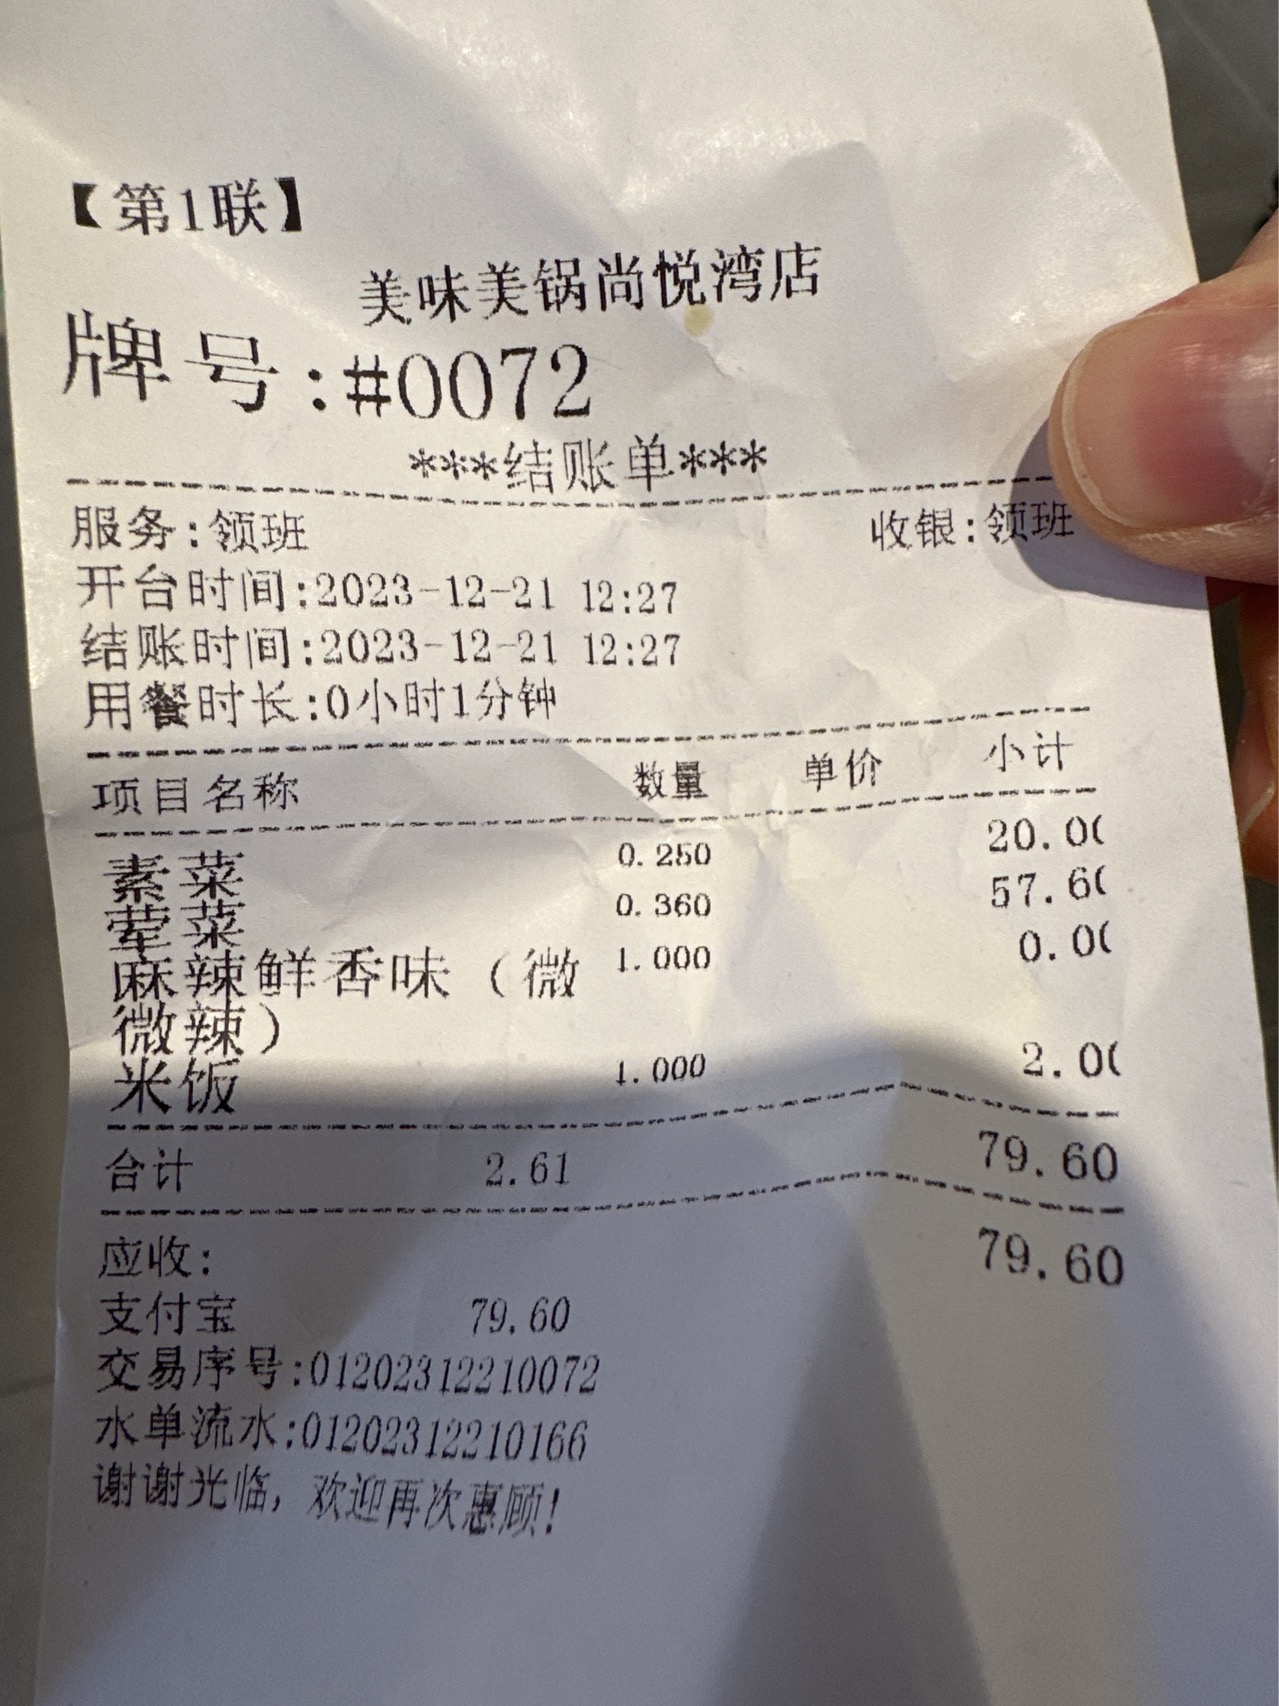 【第1联】
美味美锅尚悦湾店
牌号:#0072
***结账单***
服务:领班 收银:领班
开台时间:2023-12-21 12:27
结账时间:2023-12-21 12:27
用餐时长:0小时1分钟
项目名称 数量 单价 小计
素菜 0.250 20.00
荤菜 0.360 57.60
麻辣鲜香味（微 1.000 0.00
微辣）
米饭 1.000 2.00
合计 2.61 79.60
应收: 79.60
支付宝 79.60
交易序号:01202312210072
水单流水:01202312210166
谢谢光临, 欢迎再次惠顾!